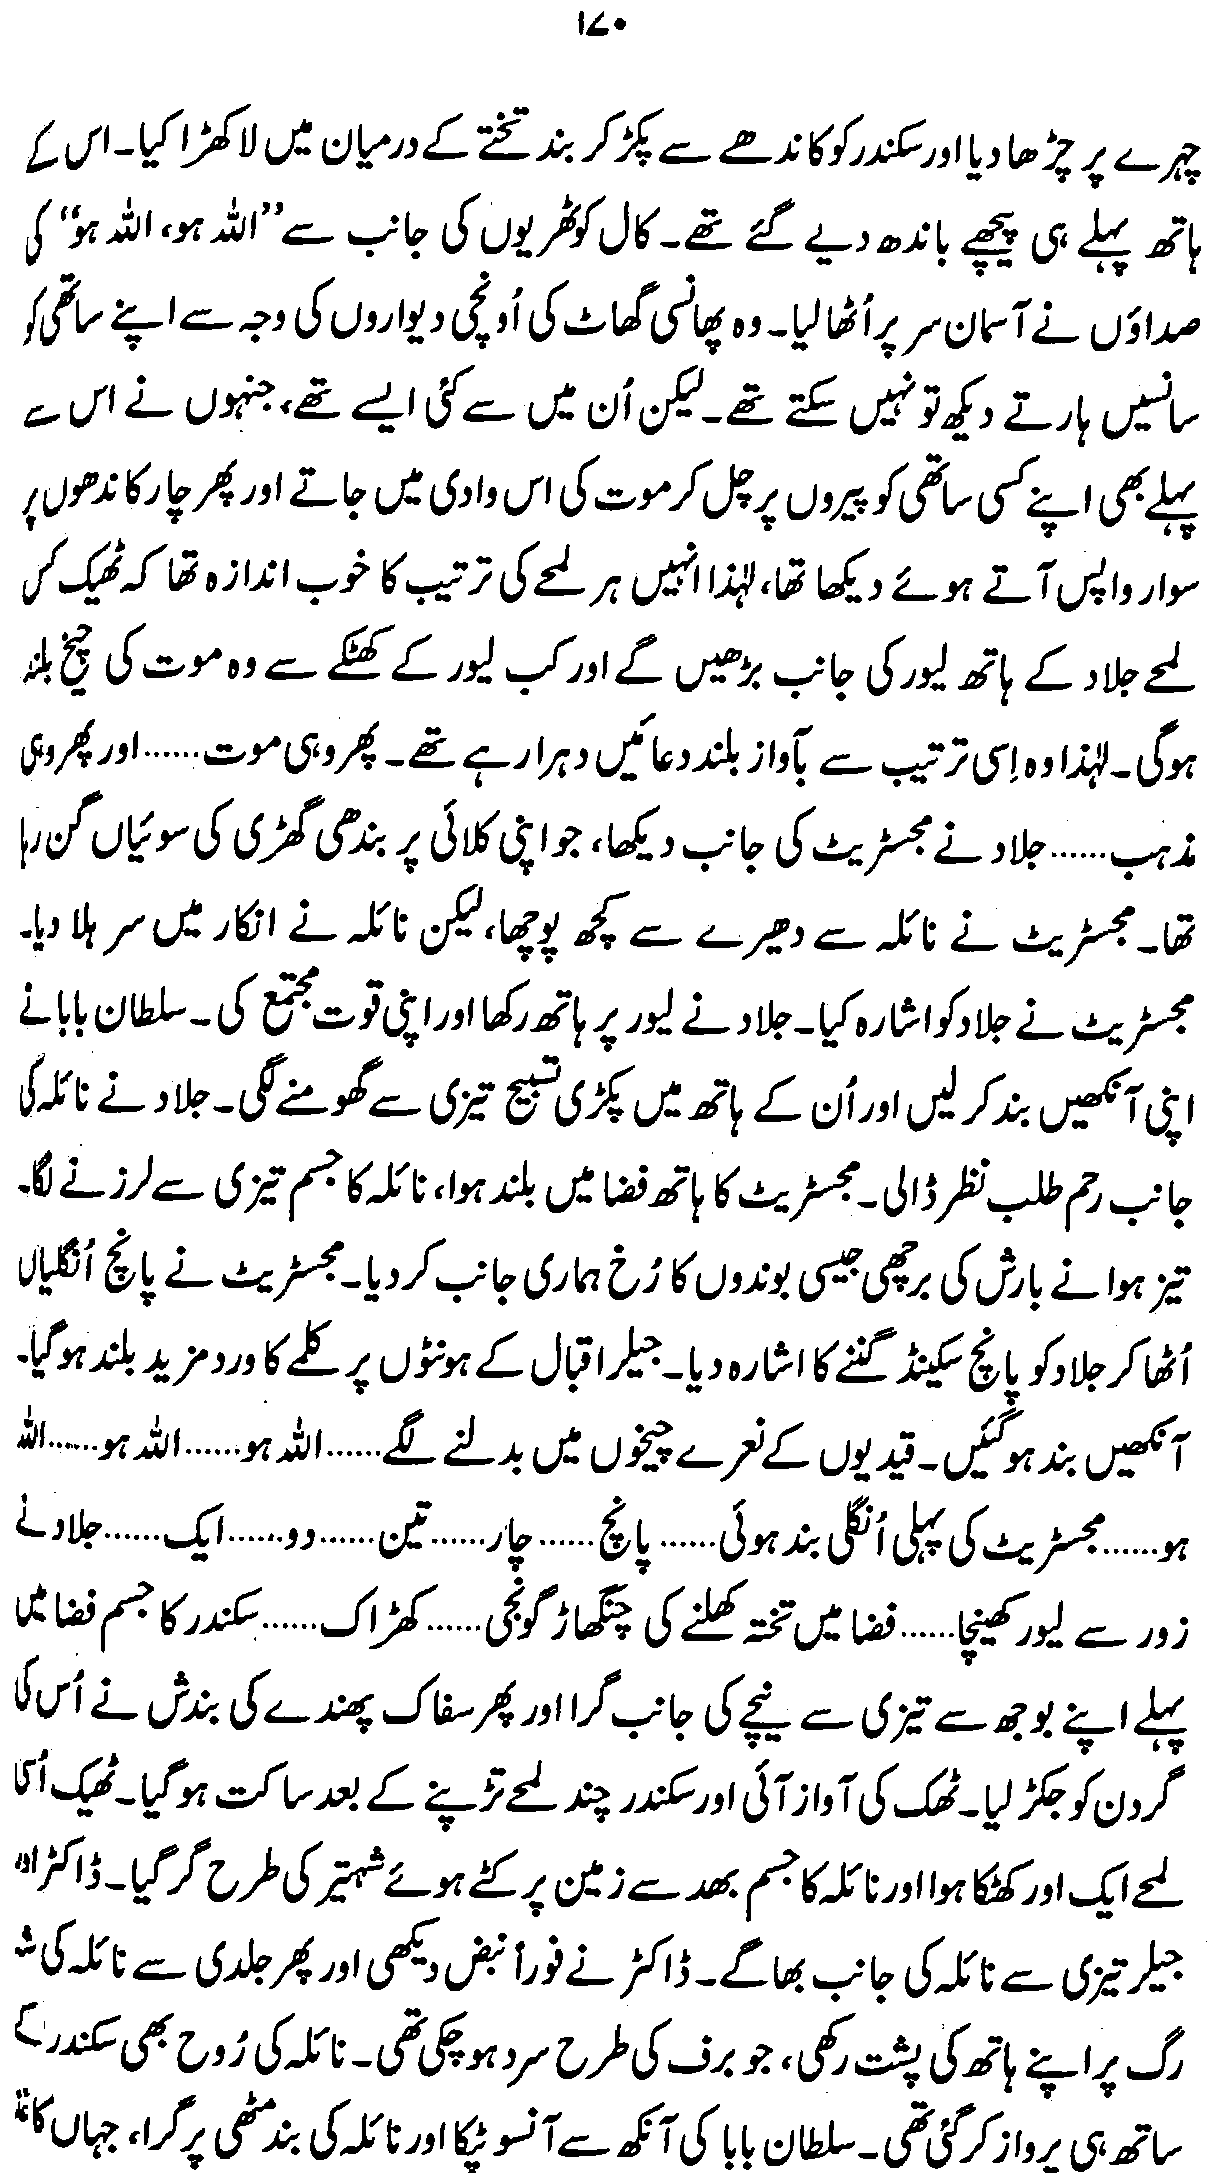 ۱۷۰
چہرے پر چڑھا دیا اور سکندر کو کاندھے سے پکڑ کر بند تختے کے درمیان میں لا کھڑا کیا۔ اس کے
ہاتھ پہلے ہی پیچھے باندھ دیے گئے تھے۔ کال کوٹھریوں کی جانب سے ”اللہ ہو، اللہ ہو“ کی
صداؤں نے آسمان سر پر اُٹھا لیا۔ وہ پھانسی گھاٹ کی اُونچی دیواروں کی وجہ سے اپنے ساتھی کو
سانسیں ہارتے دیکھ تو نہیں سکتے تھے۔ لیکن اُن میں سے کئی ایسے تھے، جنہوں نے اس سے
پہلے بھی اپنے کسی ساتھی کو پیروں پر چل کر موت کی اس وادی میں جاتے اور پھر چار کاندھوں پر
سوار واپس آتے ہوئے دیکھا تھا، لہٰذا انہیں ہر لمحے کی ترتیب کا خوب اندازہ تھا کہ ٹھیک کس
لمحے جلاد کے ہاتھ لیور کی جانب بڑھیں گے اور کب لیور کے کھٹکے سے وہ موت کی چیخ بلند
ہوگی۔ لہٰذا وہ اِسی ترتیب سے بآواز بلند دعائیں دہرا رہے تھے۔ پھر وہی موت...... اور پھر وہی
مذہب...... جلاد نے مجسٹریٹ کی جانب دیکھا، جو اپنی کلائی پر بندھی گھڑی کی سوئیاں گن رہا
تھا۔ مجسٹریٹ نے نائلہ سے دھیرے سے کچھ پوچھا، لیکن نائلہ نے انکار میں سر ہلا دیا۔
مجسٹریٹ نے جلاد کو اشارہ کیا۔ جلاد نے لیور پر ہاتھ رکھا اور اپنی قوت مجتمع کی۔ سلطان بابا نے
اپنی آنکھیں بند کر لیں اور اُن کے ہاتھ میں پکڑی تسبیح تیزی سے گھومنے لگی۔ جلاد نے نائلہ کی
جانب رحم طلب نظر ڈالی۔ مجسٹریٹ کا ہاتھ فضا میں بلند ہوا، نائلہ کا جسم تیزی سے لرزنے لگا۔
تیز ہوا نے بارش کی برچھی جیسی بوندوں کا رُخ ہماری جانب کر دیا۔ مجسٹریٹ نے پانچ اُنگلیاں
اُٹھا کر جلاد کو پانچ سکینڈ گننے کا اشارہ دیا۔ جیلر اقبال کے ہونٹوں پر کلمے کا ورد مزید بلند ہو گیا۔
آنکھیں بند ہو گئیں۔ قیدیوں کے نعرے چیخوں میں بدلنے لگے...... اللہ ہو...... اللہ ہو...... اللہ
ہو...... مجسٹریٹ کی پہلی اُنگلی بند ہوئی...... پانچ...... چار...... تین...... دو...... ایک...... جلاد نے
زور سے لیور کھینچا...... فضا میں تختہ کھلنے کی چنگھاڑ گونجی...... کھڑاک...... سکندر کا جسم فضا میں
پہلے اپنے بوجھ سے تیزی سے نیچے کی جانب گرا اور پھر سفاک پھندے کی بندش نے اُس کی
گردن کو جکڑ لیا۔ ٹھک کی آواز آئی اور سکندر چند لمحے تڑپنے کے بعد ساکت ہو گیا۔ ٹھیک اُسی
لمحے ایک اور کھٹکا ہوا اور نائلہ کا جسم بھد سے زمین پر کٹے ہوئے شہتیر کی طرح گر گیا۔ ڈاکٹر اور
جیلر تیزی سے نائلہ کی جانب بھاگے۔ ڈاکٹر نے فوراً نبض دیکھی اور پھر جلدی سے نائلہ کی
رگ پر اپنے ہاتھ کی پشت رکھی، جو برف کی طرح سرد ہو چکی تھی۔ نائلہ کی رُوح بھی سکندر کے
ساتھ ہی پرواز کر گئی تھی۔ سلطان بابا کی آنکھ سے آنسو ٹپکا اور نائلہ کی بند مٹھی پر گرا، جہاں